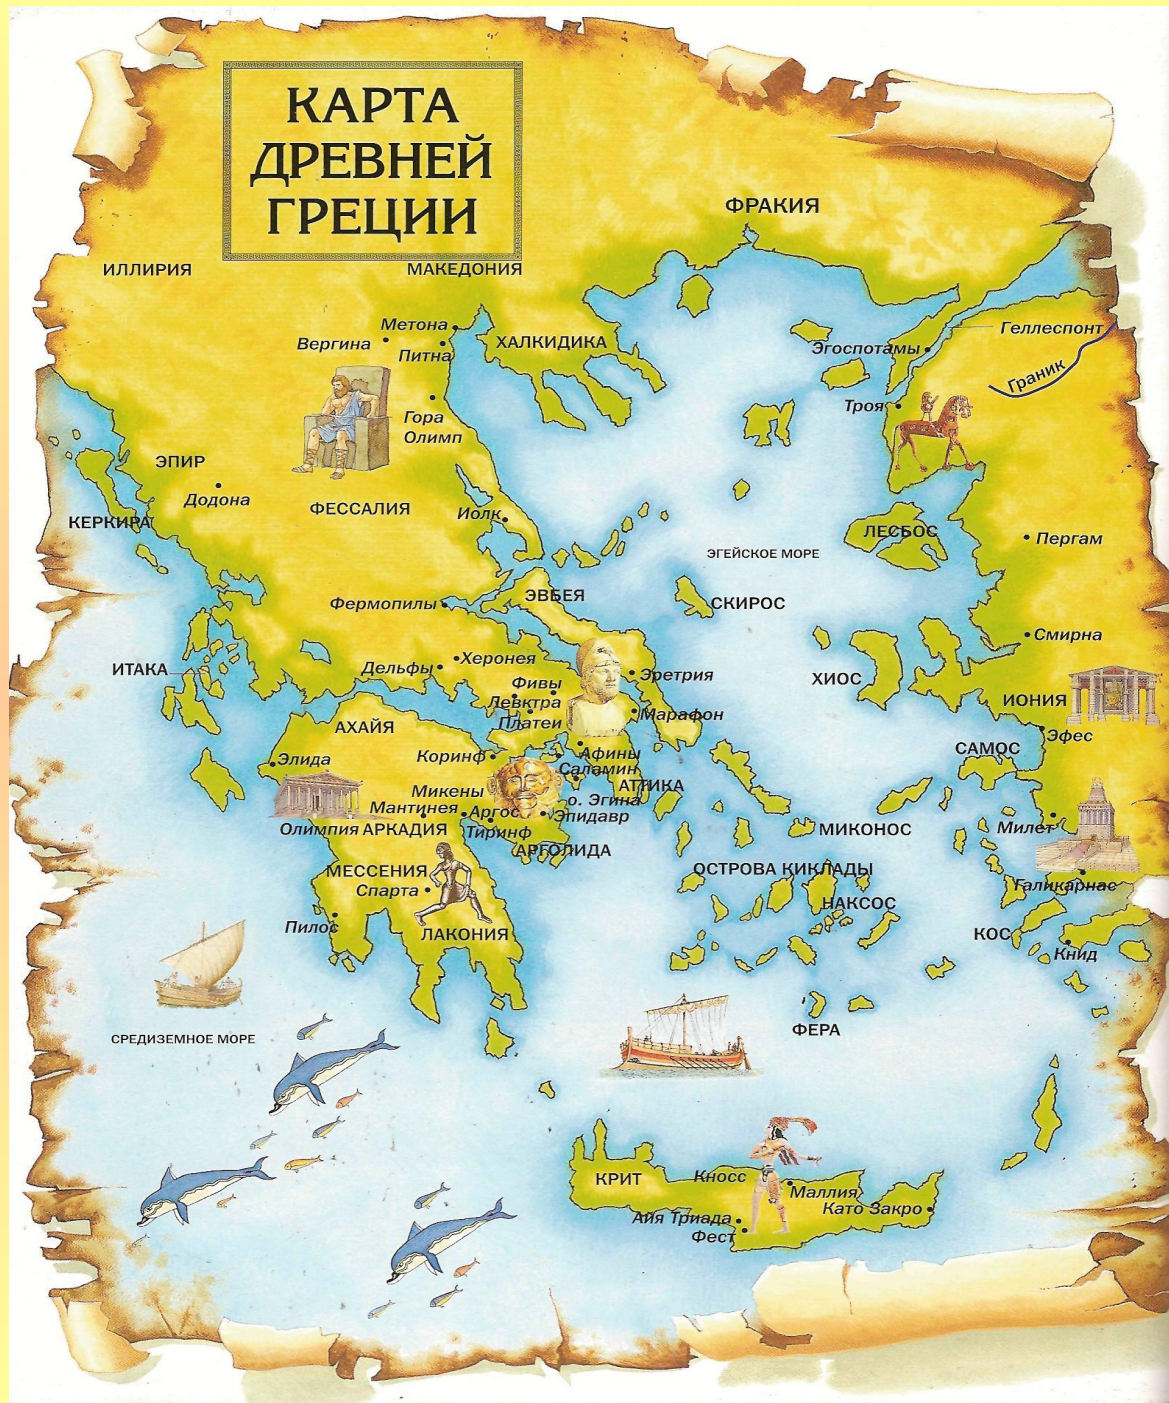 КАРТА
ДРЕВНЕЙ
ГРЕЦИИ
ФРАКИЯ
ИЛЛИРИЯ
МАКЕДОНИЯ
Метона
Вергина
Питна
ХАЛКИДИКА
Геллеспонт
Эгоспотамы
Граник
Троя
Гора
Олимп
ЭПИР
Додона
ФЕССАЛИЯ
Иолк
КЕРКИРА
ЛЕСБОС
Пергам
ЭГЕЙСКОЕ МОРЕ
ЭВБЕЯ
СКИРОС
Фермопилы
Смирна
ИТАКА
Дельфы
Херонея
Эретрия
ХИОС
Фивы
Левктра
Платеи
Марафон
ИОНИЯ
Эфес
АХАЙЯ
Коринф
Афины
Саламин
САМОС
Элида
АТТИКА
Микены
о. Эгина
Мантинея
Аргос
Эпидавр
Олимпия
АРКАДИЯ
Тиринф
МИКОНОС
Милет
АРГОЛИДА
МЕССЕНИЯ
Спарта
ОСТРОВА КИКЛАДЫ
Галикарнас
НАКСОС
Пилос
ЛАКОНИЯ
КОС
Книд
ФЕРА
СРЕДИЗЕМНОЕ МОРЕ
КРИТ
Кносс
Маллия
Като Закро
Айя Триада
Фест